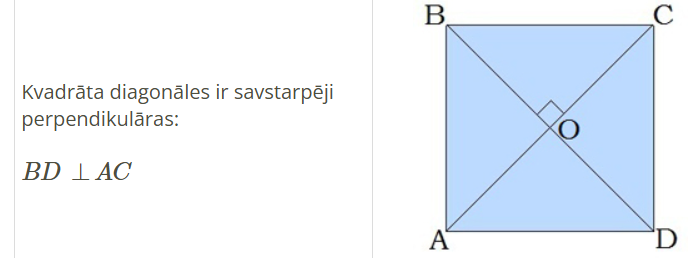 Kvadrāta diagonāles ir savstarpēji
perpendikulāras:
BD ⊥ AC
B
C
O
A
D